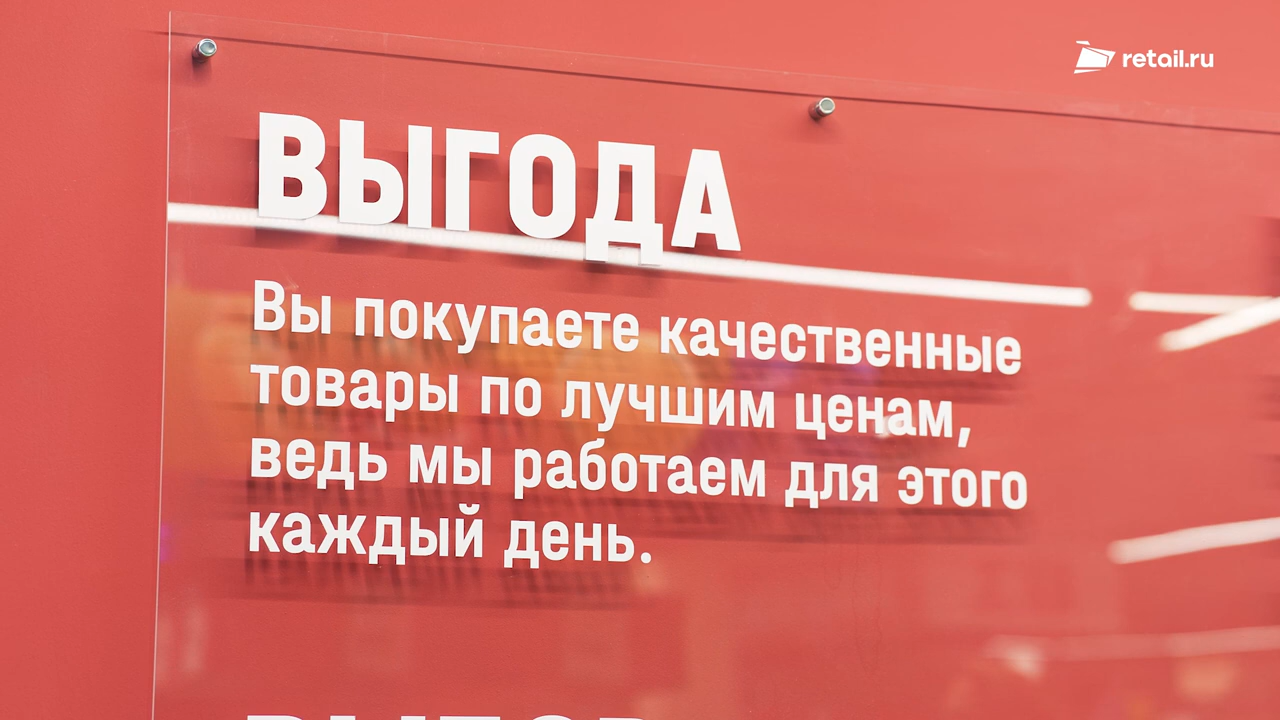 retail.ru
ВЫГОДА
Вы покупаете качественные
товары по лучшим ценам,
ведь мы работаем для этого
каждый день.